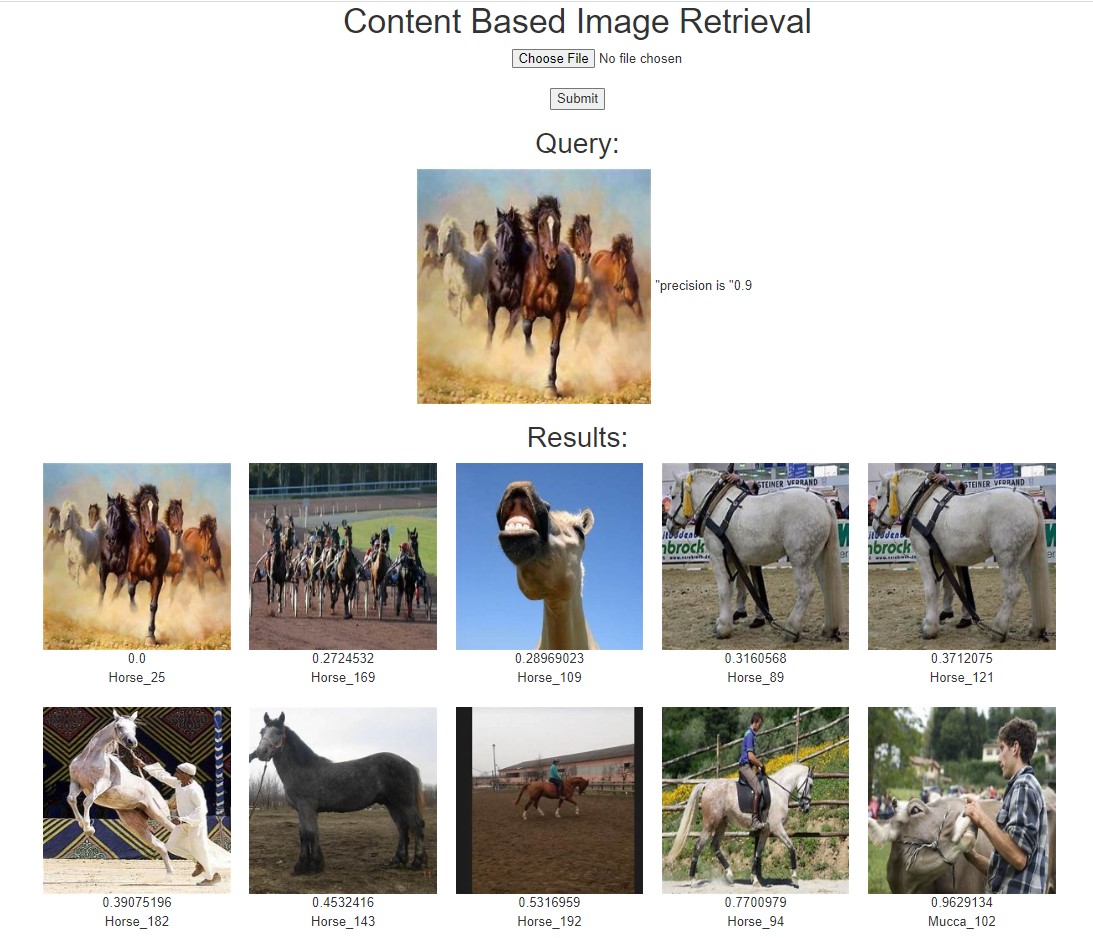 Content Based Image Retrieval
Choose File No file chosen
Submit
Query:
"precision is "0.9
Results:
STEINER VERBAND
STEINER VERBAND
nbrock
nbrock
0.0
0.2724532
0.28969023
0.3160568
0.3712075
Horse_25
Horse_169
Horse_109
Horse_89
Horse_121
0.39075196
0.4532416
0.5316959
0.7700979
0.9629134
Horse_182
Horse_143
Horse_192
Horse_94
Mucca_102